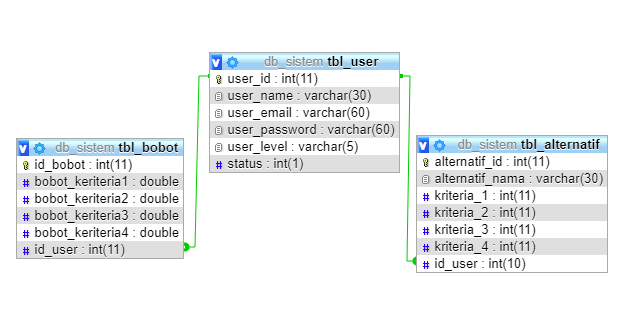 db_sistem tbl_user
user_id : int(11)
user_name : varchar(30)
user_email : varchar(60)
user_password : varchar(60)
user_level : varchar(5)
# status : int(1)
db_sistem tbl_bobot
id_bobot : int(11)
# bobot_keriteria1 : double
# bobot_keriteria2 : double
# bobot_keriteria3 : double
# bobot_keriteria4 : double
# id_user : int(11)
db_sistem tbl_alternatif
alternatif_id : int(11)
alternatif_nama : varchar(30)
# kriteria_1 : int(11)
# kriteria_2 : int(11)
# kriteria_3 : int(11)
# kriteria_4 : int(11)
# id_user : int(10)